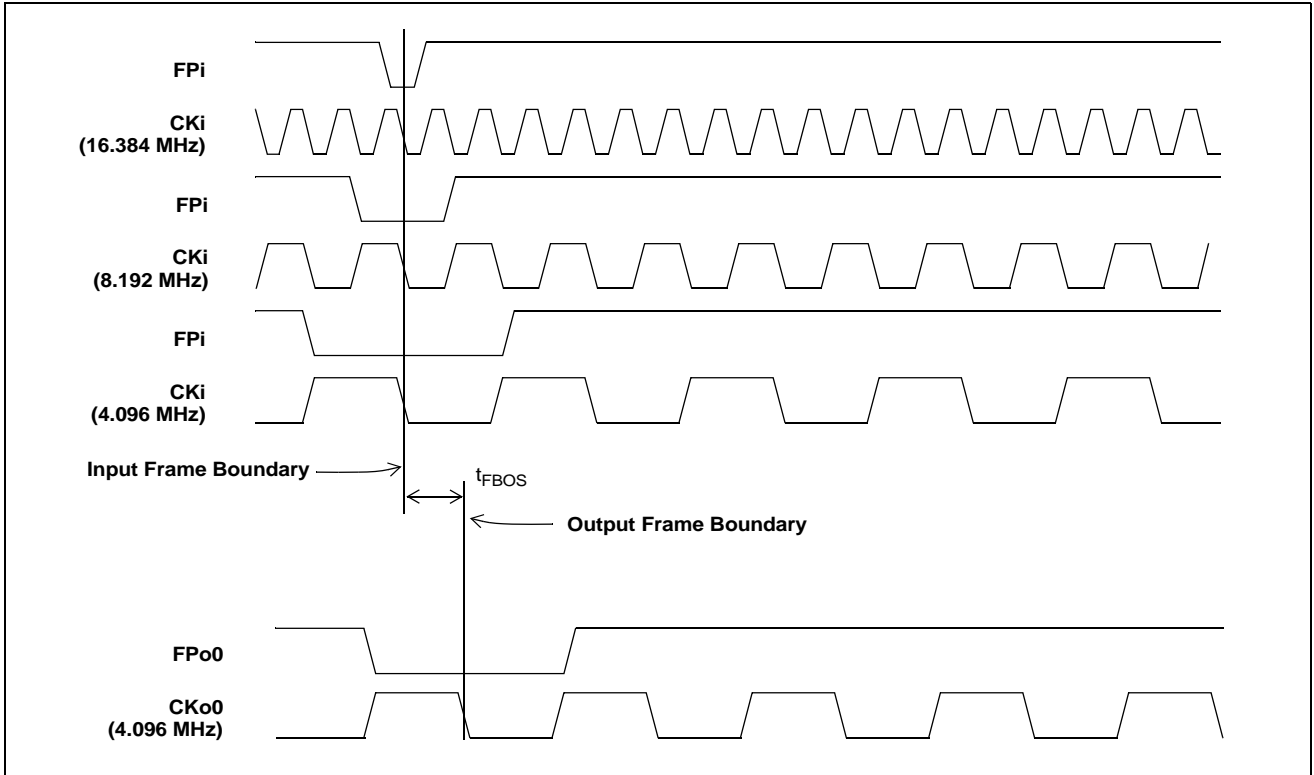 FPi
CKi
(16.384 MHz)
FPi
CKi
(8.192 MHz)
FPi
CKi
(4.096 MHz)
Input Frame Boundary
tFBOS
Output Frame Boundary
FPo0
CKo0
(4.096 MHz)